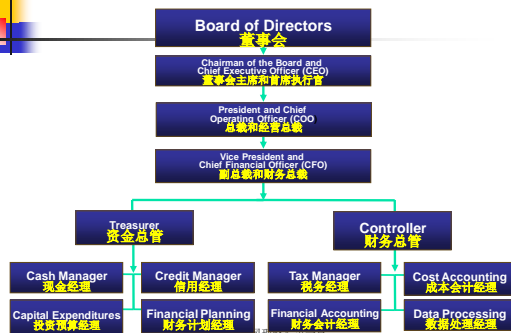 Board of Directors
董事会
Chairman of the Board and
Chief Executive Officer (CEO)
董事会主席和首席执行官
President and Chief
Operating Officer (COO)
总裁和经营总裁
Vice President and
Chief Financial Officer (CFO)
副总裁和财务总裁
Treasurer
资金总管
Controller
财务总管
Cash Manager
现金经理
Credit Manager
信用经理
Tax Manager
税务经理
Cost Accounting
成本会计经理
Capital Expenditures
投资预算经理
Financial Planning
财务计划经理
Financial Accounting
财务会计经理
Data Processing
数据处理经理